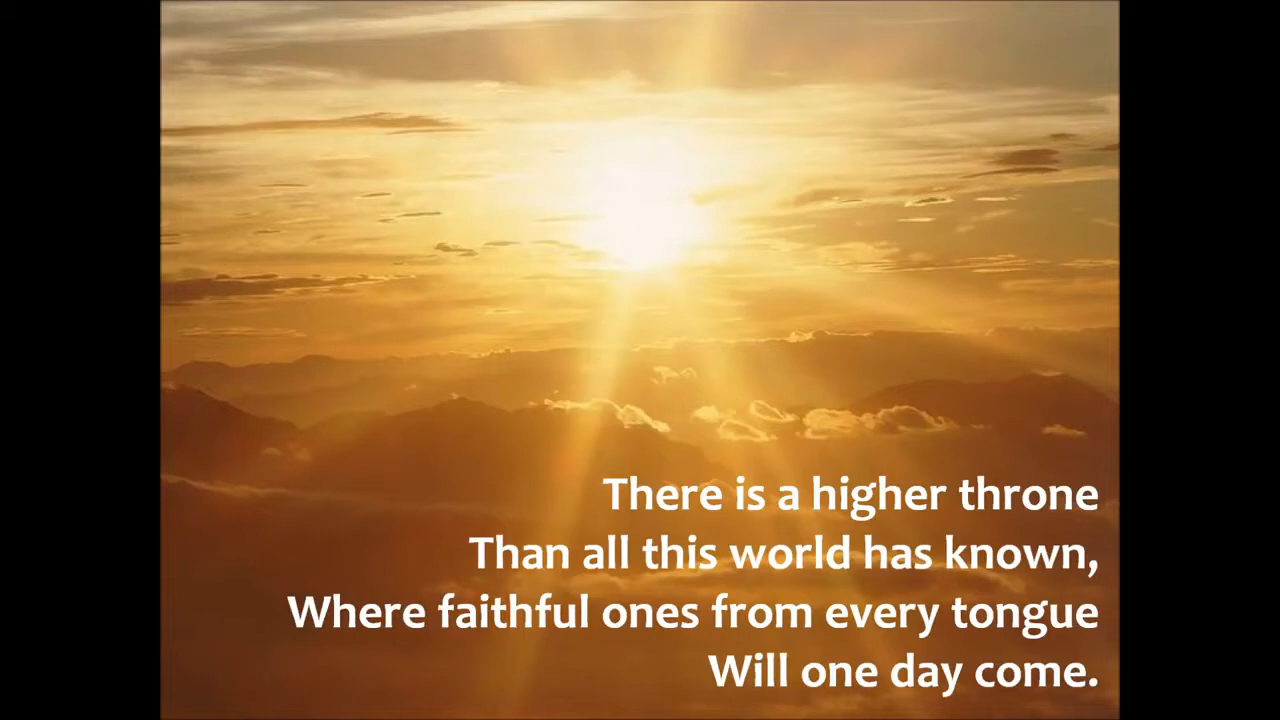 There is a higher throne
Than all this world has known,
Where faithful ones from every tongue
Will one day come.